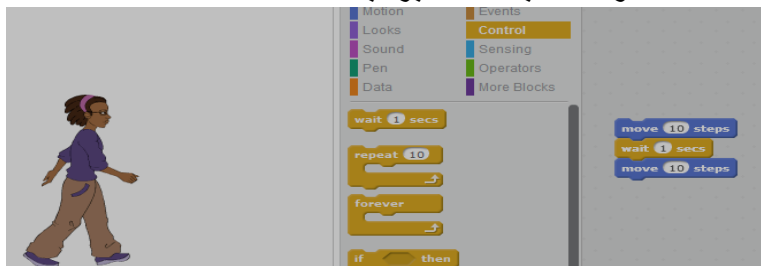 Motion
Events
Looks
Control
Sound
Sensing
Pen
Operators
Data
More Blocks
wait 1 secs
repeat 10
forever
if then
move 10 steps
wait 1 secs
move 10 steps